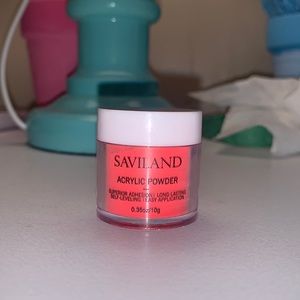 SAVILAND
ACRYLIC POWDER
SUPERIOR ADHESION | LONG LASTING
SELF-LEVELING | EASY APPLICATION
0.35oz/10g